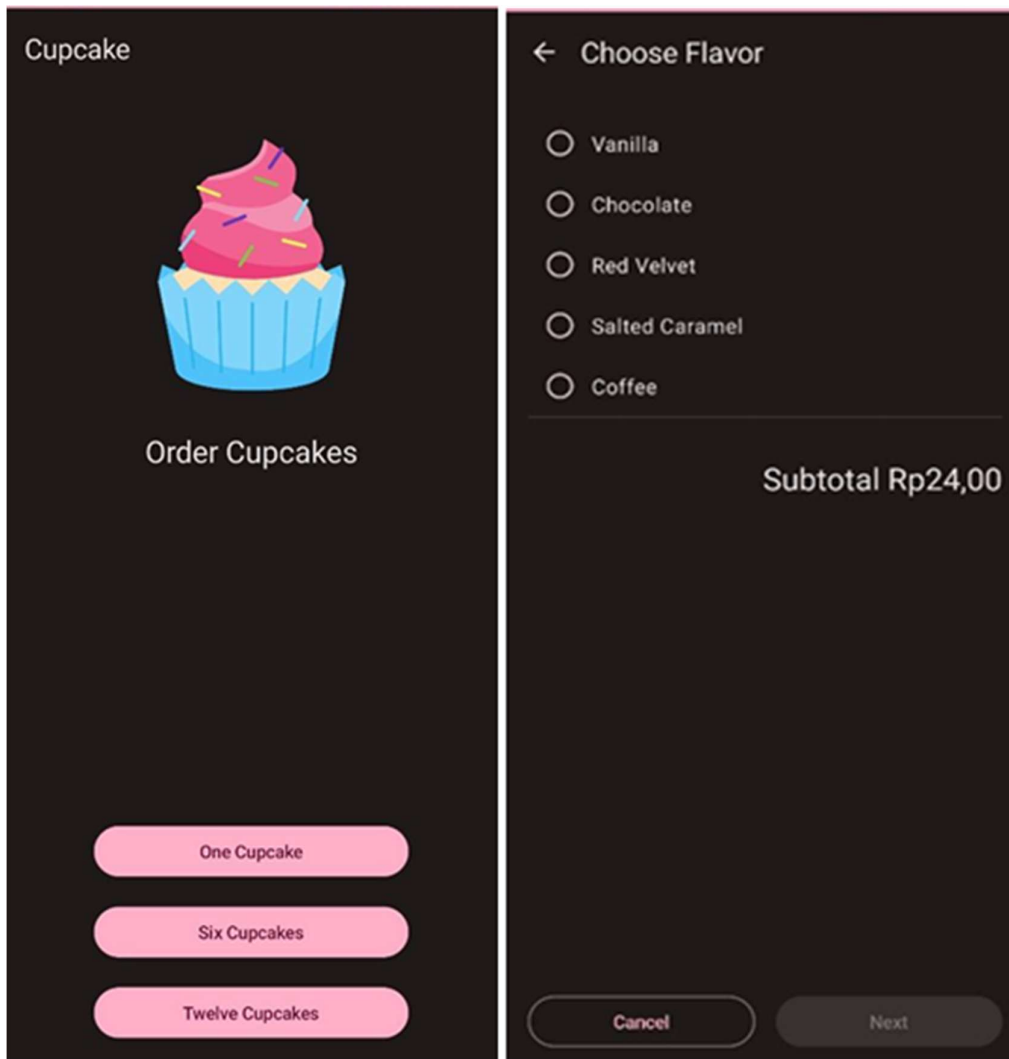 Cupcake
Order Cupcakes
One Cupcake
Six Cupcakes
Twelve Cupcakes
Choose Flavor
Vanilla
Chocolate
Red Velvet
Salted Caramel
Coffee
Subtotal Rp24,00
Cancel
Next